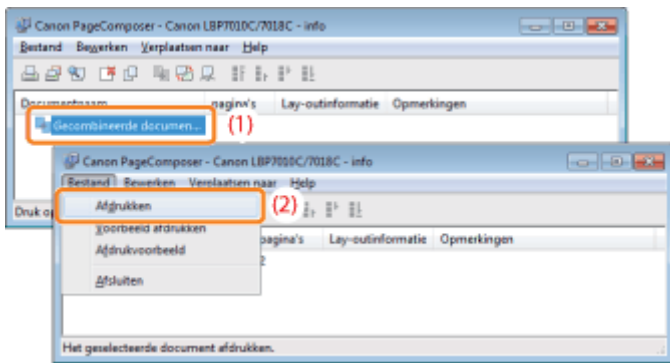 Canon PageComposer - Canon LBP7010C/7018C - info
Bestand Bewerken Verplaatsen naar Help
Documentnaam pagina's Lay-outinformatie Opmerkingen
Gecombineerde documen... (1)
Canon PageComposer - Canon LBP7010C/7018C - info
Bestand Bewerken Verplaatsen naar Help
Druk op
Afdrukken (2)
Voorbeeld afdrukken
pagina's Lay-outinformatie Opmerkingen
Afdrukvoorbeeld
2
Afsluiten
Het geselecteerde document afdrukken.